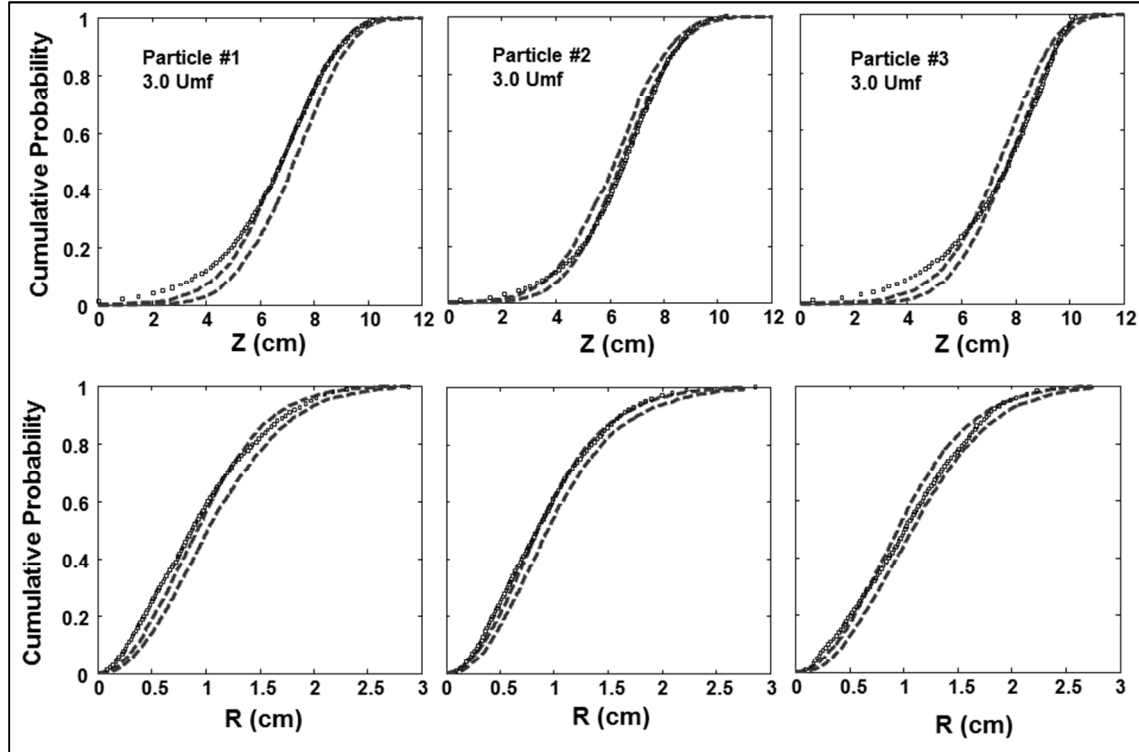 Cumulative Probability
1
0.8
0.6
0.4
0.2
0
Particle #1
3.0 Umf
0 2 4 6 8 10 12
Z (cm)
Particle #2
3.0 Umf
0 2 4 6 8 10 12
Z (cm)
Particle #3
3.0 Umf
0 2 4 6 8 10 12
Z (cm)
Cumulative Probability
1
0.8
0.6
0.4
0.2
0
0 0.5 1 1.5 2 2.5 3
R (cm)
0 0.5 1 1.5 2 2.5 3
R (cm)
0 0.5 1 1.5 2 2.5 3
R (cm)